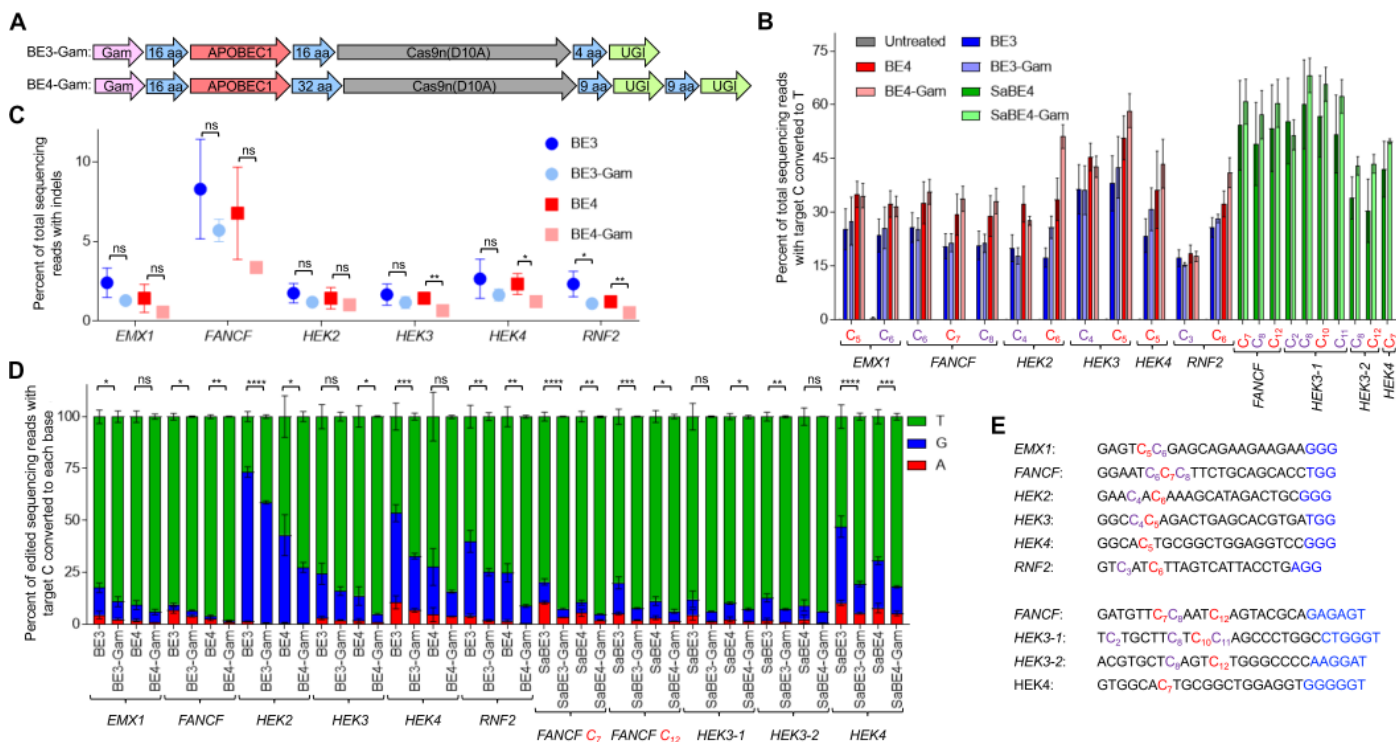 A
BE3-Gam: Gam 16 aa APOBEC1 16 aa Cas9n(D10A) 4 aa UGI
BE4-Gam: Gam 16 aa APOBEC1 32 aa Cas9n(D10A) 9 aa UGI 9 aa UGI
B
Percent of total sequencing reads
with target C converted to T
75
60
45
30
15
0
Untreated
BE4
BE4-Gam
BE3
BE3-Gam
SaBE4
SaBE4-Gam
C5 C6 C6 C7 C8 C4 C6 C4 C5 C5 C3 C6 C7 C8 C12 C2 C8 C10 C11 C8 C12 C7
EMX1 FANCF HEK2 HEK3 HEK4 RNF2 FANCF HEK3-1 HEK3-2 HEK4
C
Percent of total sequencing
reads with indels
10
5
0
ns ns ns ns ns ns ns ** ns * * **
BE3
BE3-Gam
BE4
BE4-Gam
EMX1 FANCF HEK2 HEK3 HEK4 RNF2
D
Percent of edited sequencing reads with
target C converted to each base
100
75
50
25
0
* ns * ** **** * ns * *** ns ** ** **** ** *** * ns * ** ns **** ***
T
G
A
BE3 BE3-Gam BE4 BE4-Gam BE3 BE3-Gam BE4 BE4-Gam BE3 BE3-Gam BE4 BE4-Gam BE3 BE3-Gam BE4 BE4-Gam BE3 BE3-Gam BE4 BE4-Gam BE3 BE3-Gam BE4 BE4-Gam SaBE3 SaBE3-Gam SaBE4 SaBE4-Gam SaBE3 SaBE3-Gam SaBE4 SaBE4-Gam SaBE3 SaBE3-Gam SaBE4 SaBE4-Gam SaBE3 SaBE3-Gam SaBE4 SaBE4-Gam SaBE3 SaBE3-Gam SaBE4 SaBE4-Gam
EMX1 FANCF HEK2 HEK3 HEK4 RNF2 FANCF C7 FANCF C12 HEK3-1 HEK3-2 HEK4
E
EMX1: GAGTC5C6GAGCAGAAGAAGAAGGG
FANCF: GGAATC6C7C8TTCTGCAGCACCTGG
HEK2: GAAC4AC6AAAGCATAGACTGCGGG
HEK3: GGCC4C5AGACTGAGCACGTGATGG
HEK4: GGCAC5TGCGGCTGGAGGTCCGGG
RNF2: GTC3ATC6TTAGTCATTACCTGAGG
FANCF: GATGTTC7C8AATC12AGTACGCAGAGAGT
HEK3-1: TC2TGCTTC8TC10C11AGCCCTGGCCTGGGT
HEK3-2: ACGTGCTC8AGTC12TGGGCCCCAAGGAT
HEK4: GTGGCAC7TGCGGCTGGAGGTGGGGGT